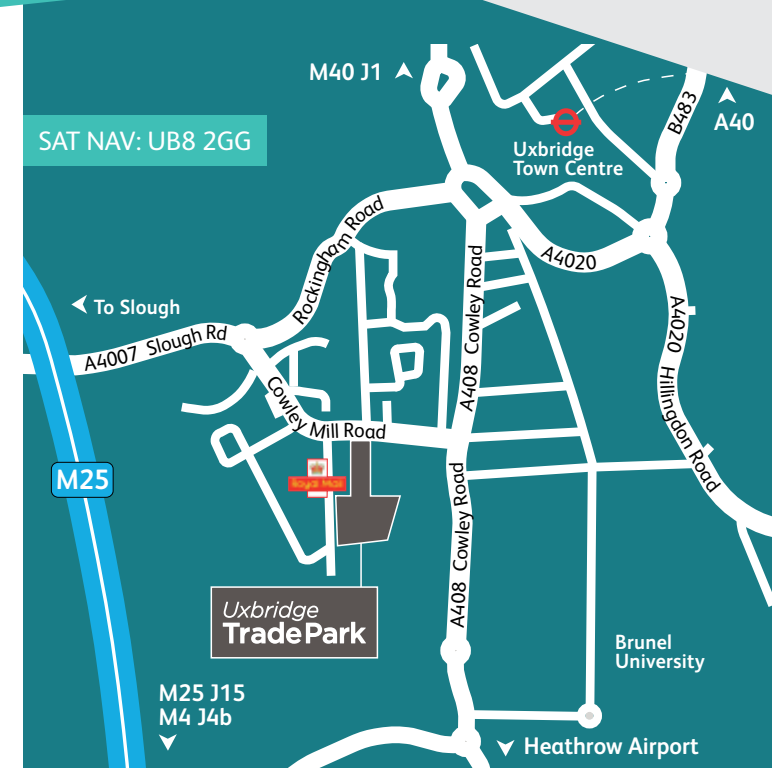 M40 J1
B483
A40
SAT NAV: UB8 2GG
Uxbridge
Town Centre
Rockingham Road
A4020
To Slough
A4007 Slough Rd
A408 Cowley Road
A4020 Hillingdon Road
Cowley Mill Road
M25
Royal Mail
A408 Cowley Road
Uxbridge
TradePark
Brunel
University
M25 J15
M4 J4b
Heathrow Airport